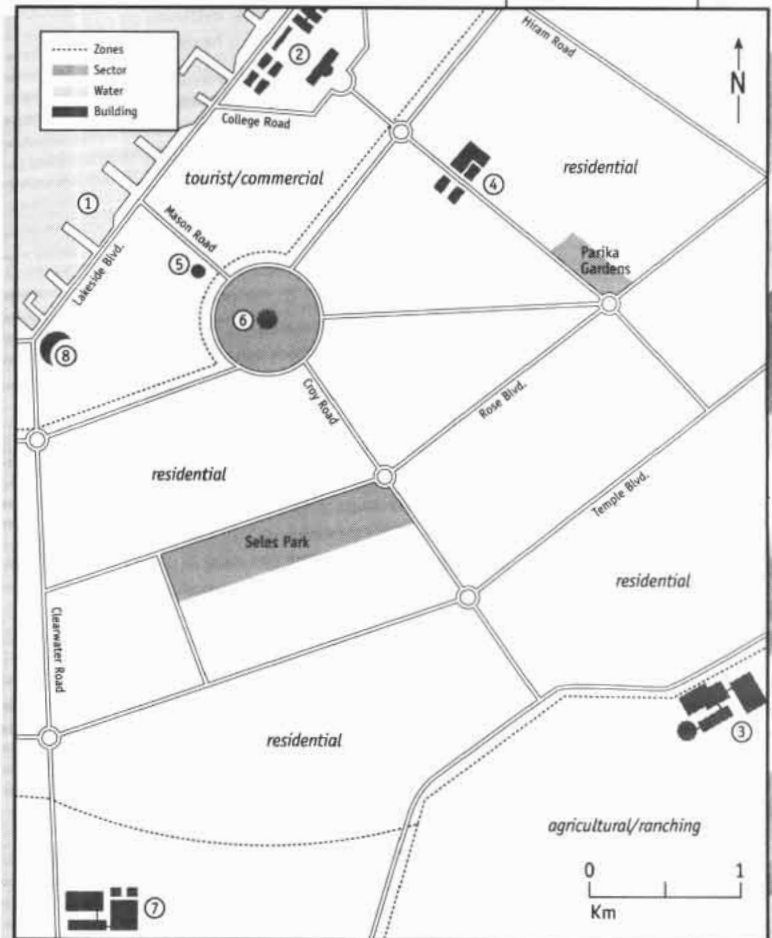 Zones
Sector
Water
Building
②
Hiram Road
N
College Road
tourist/commercial
④
residential
①
Mason Road
Parika
Gardens
⑤
Lakeside Blvd.
⑥
⑧
Croy Road
Rose Blvd.
residential
Temple Blvd.
Seles Park
residential
Clearwater Road
③
residential
agricultural/ranching
0 1
Km
⑦